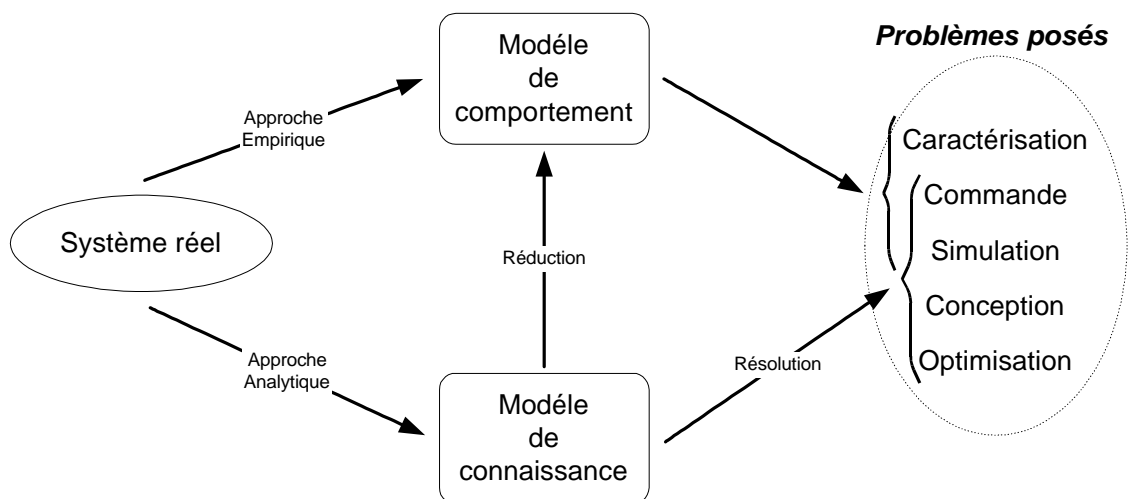 Modéle
de
comportement
Problèmes posés
Approche
Empirique
Caractérisation
Commande
Système réel
Réduction
Simulation
Conception
Approche
Analytique
Résolution
Optimisation
Modéle
de
connaissance